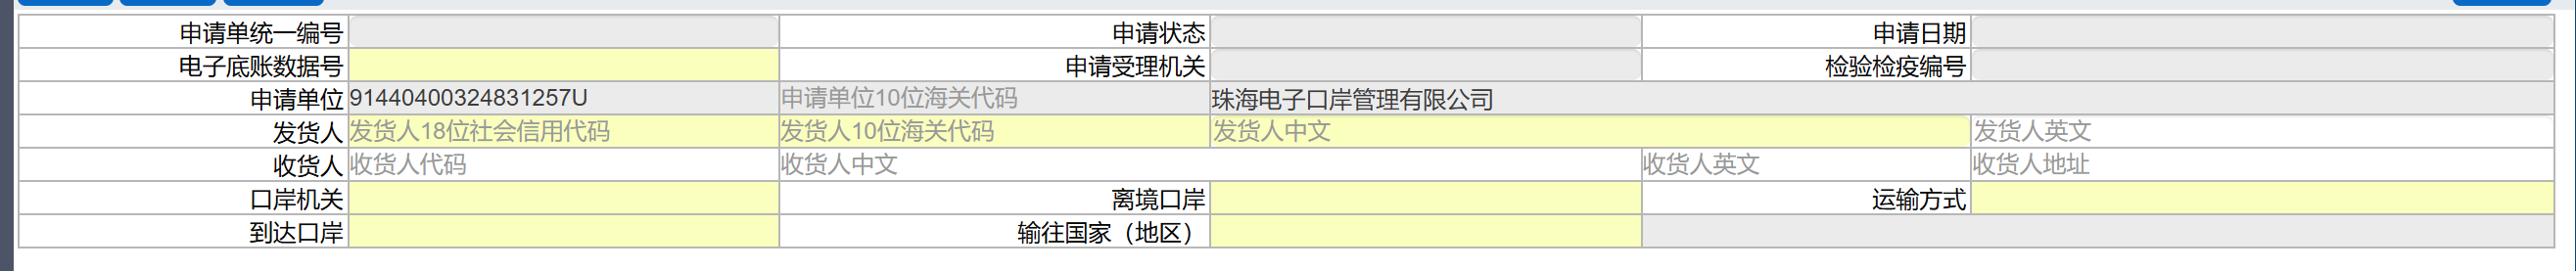 申请单统一编号 申请状态 申请日期
电子底账数据号 申请受理机关 检验检疫编号
申请单位 91440400324831257U 申请单位10位海关代码 珠海电子口岸管理有限公司
发货人 发货人18位社会信用代码 发货人10位海关代码 发货人中文 发货人英文
收货人 收货人代码 收货人中文 收货人英文 收货人地址
口岸机关 离境口岸 运输方式
到达口岸 输往国家（地区）